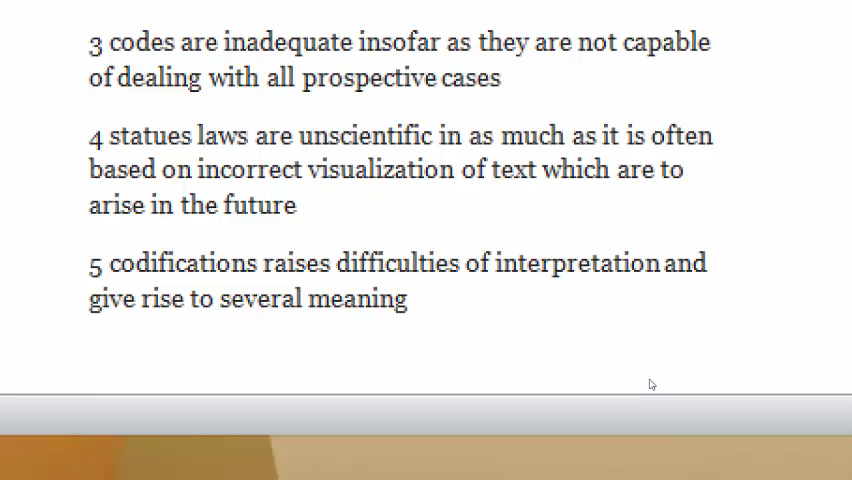 3 codes are inadequate insofar as they are not capable
of dealing with all prospective cases
4 statues laws are unscientific in as much as it is often
based on incorrect visualization of text which are to
arise in the future
5 codifications raises difficulties of interpretation and
give rise to several meaning